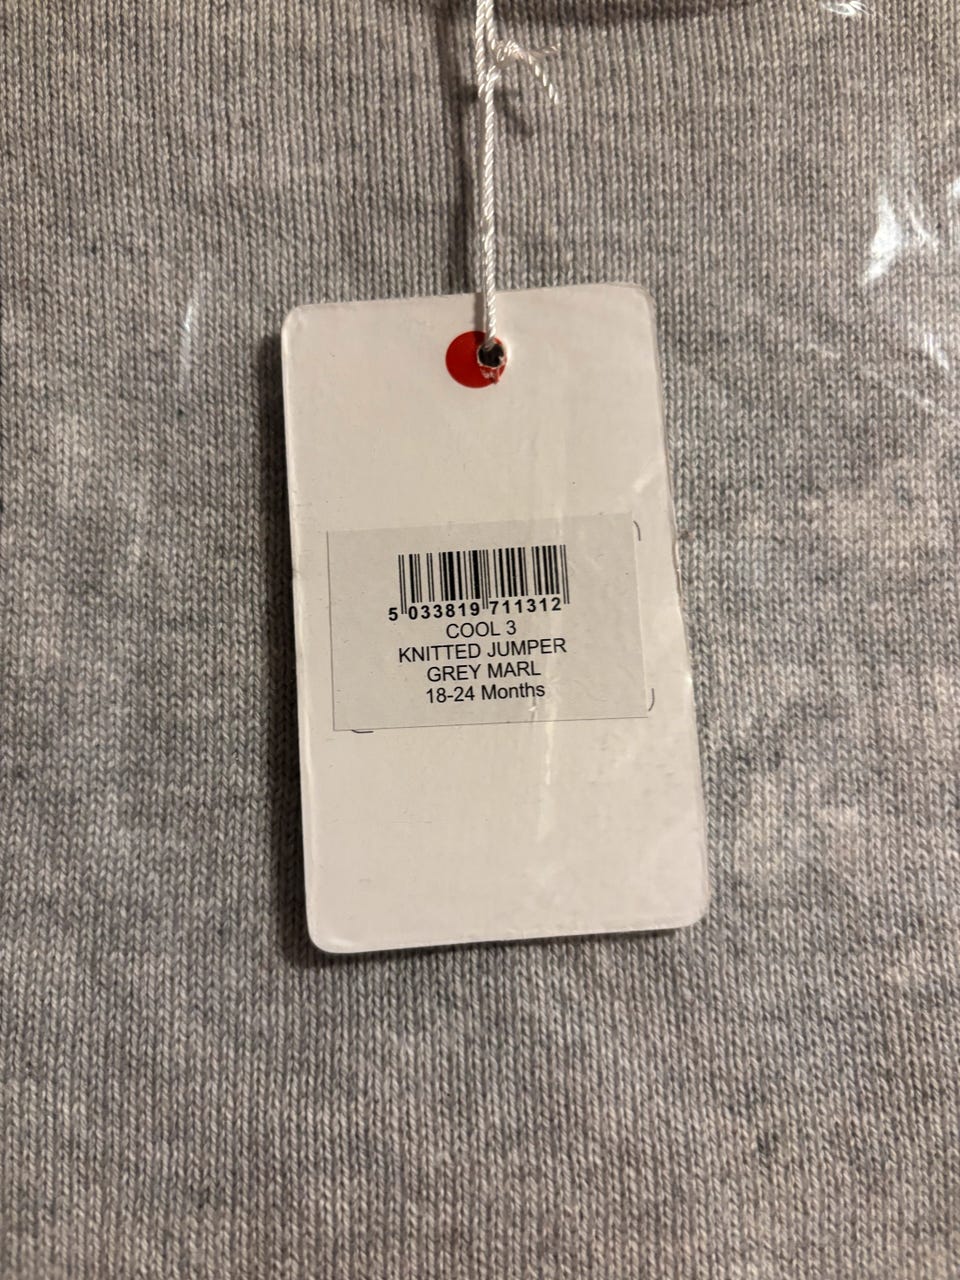 5 033819 711312
COOL 3
KNITTED JUMPER
GREY MARL
18-24 Months